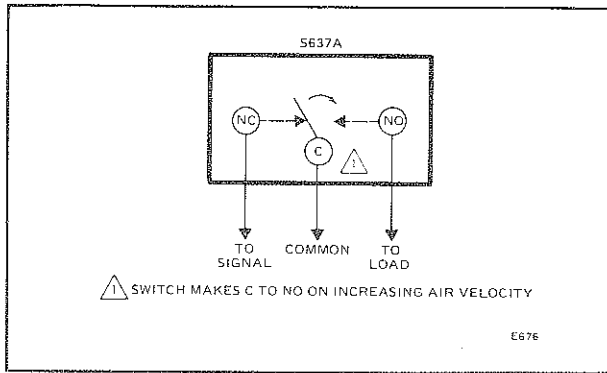 S637A
NC
NO
C
1
TO SIGNAL
COMMON
TO LOAD
1 SWITCH MAKES C TO NO ON INCREASING AIR VELOCITY
E676